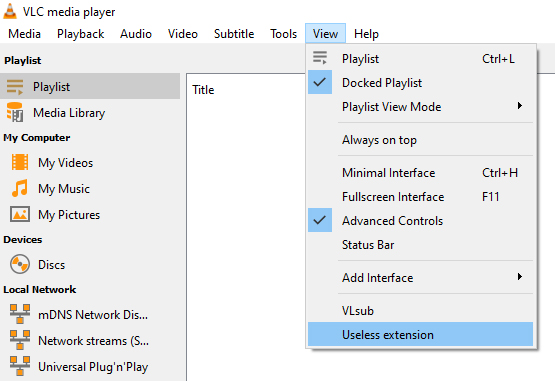 VLC media player
Media Playback Audio Video Subtitle Tools View Help
Playlist
Playlist
Media Library
My Computer
My Videos
My Music
My Pictures
Devices
Discs
Local Network
mDNS Network Dis...
Network streams (S...
Universal Plug'n'Play
Title
Playlist Ctrl+L
Docked Playlist
Playlist View Mode
Always on top
Minimal Interface Ctrl+H
Fullscreen Interface F11
Advanced Controls
Status Bar
Add Interface
VLsub
Useless extension